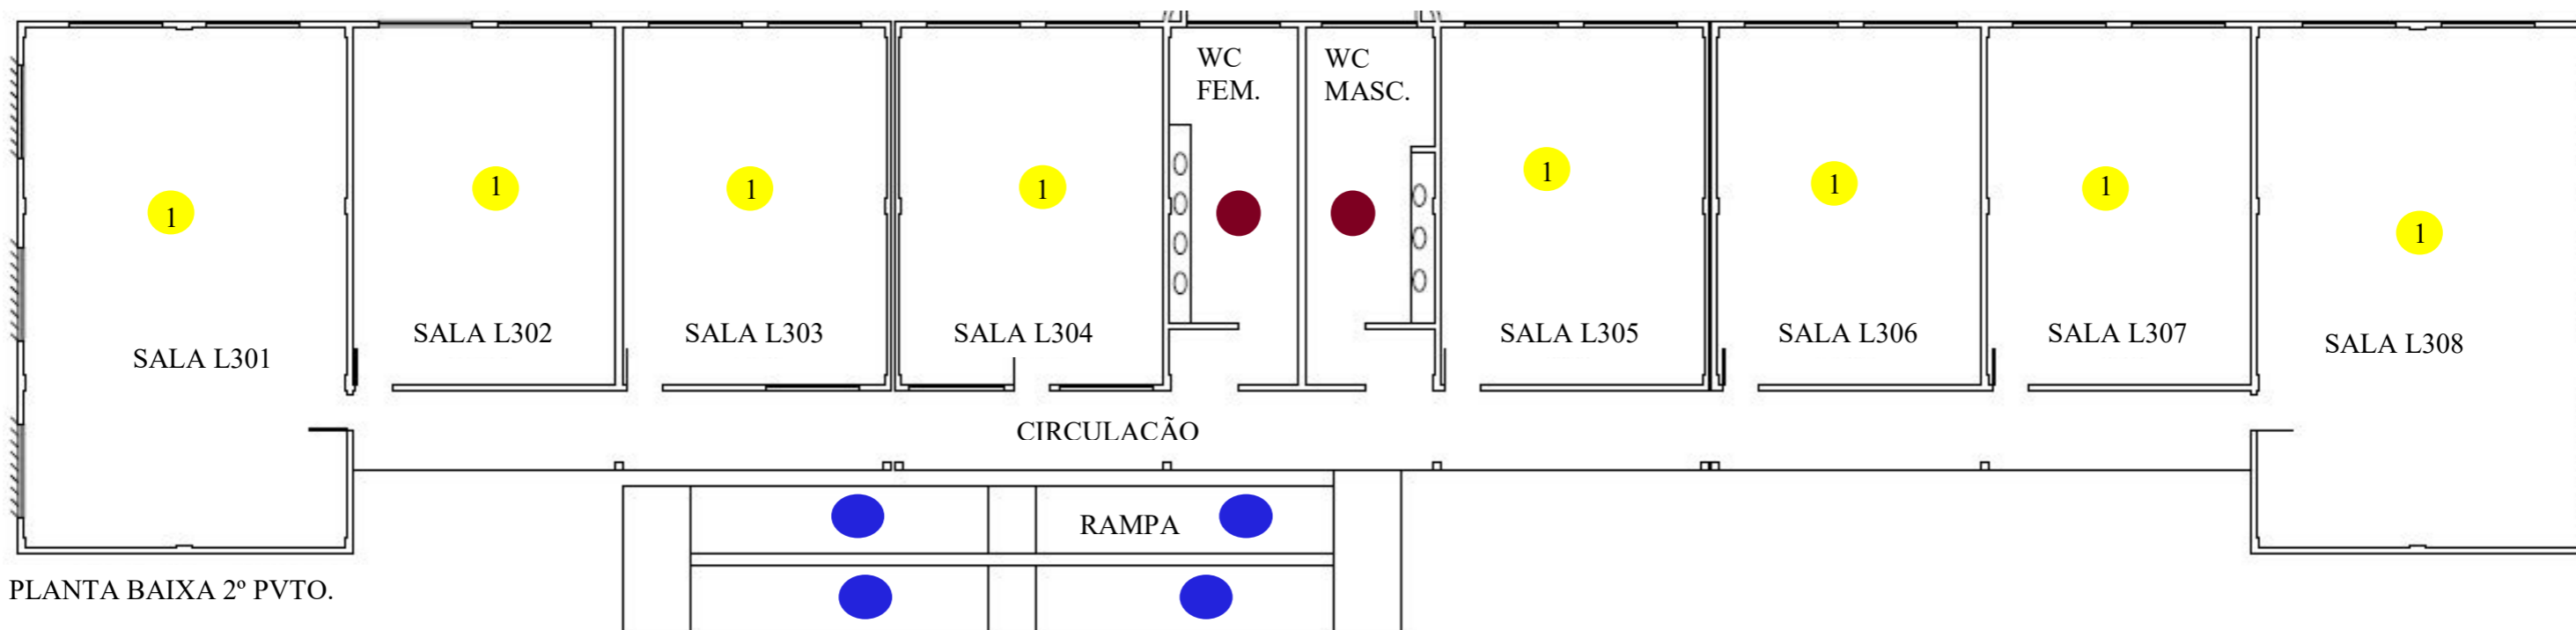 WC
FEM.
WC
MASC.
1
1
1
1
1
1
1
1
SALA L301
SALA L302
SALA L303
SALA L304
SALA L305
SALA L306
SALA L307
SALA L308
CIRCULAÇÃO
RAMPA
PLANTA BAIXA 2º PVTO.